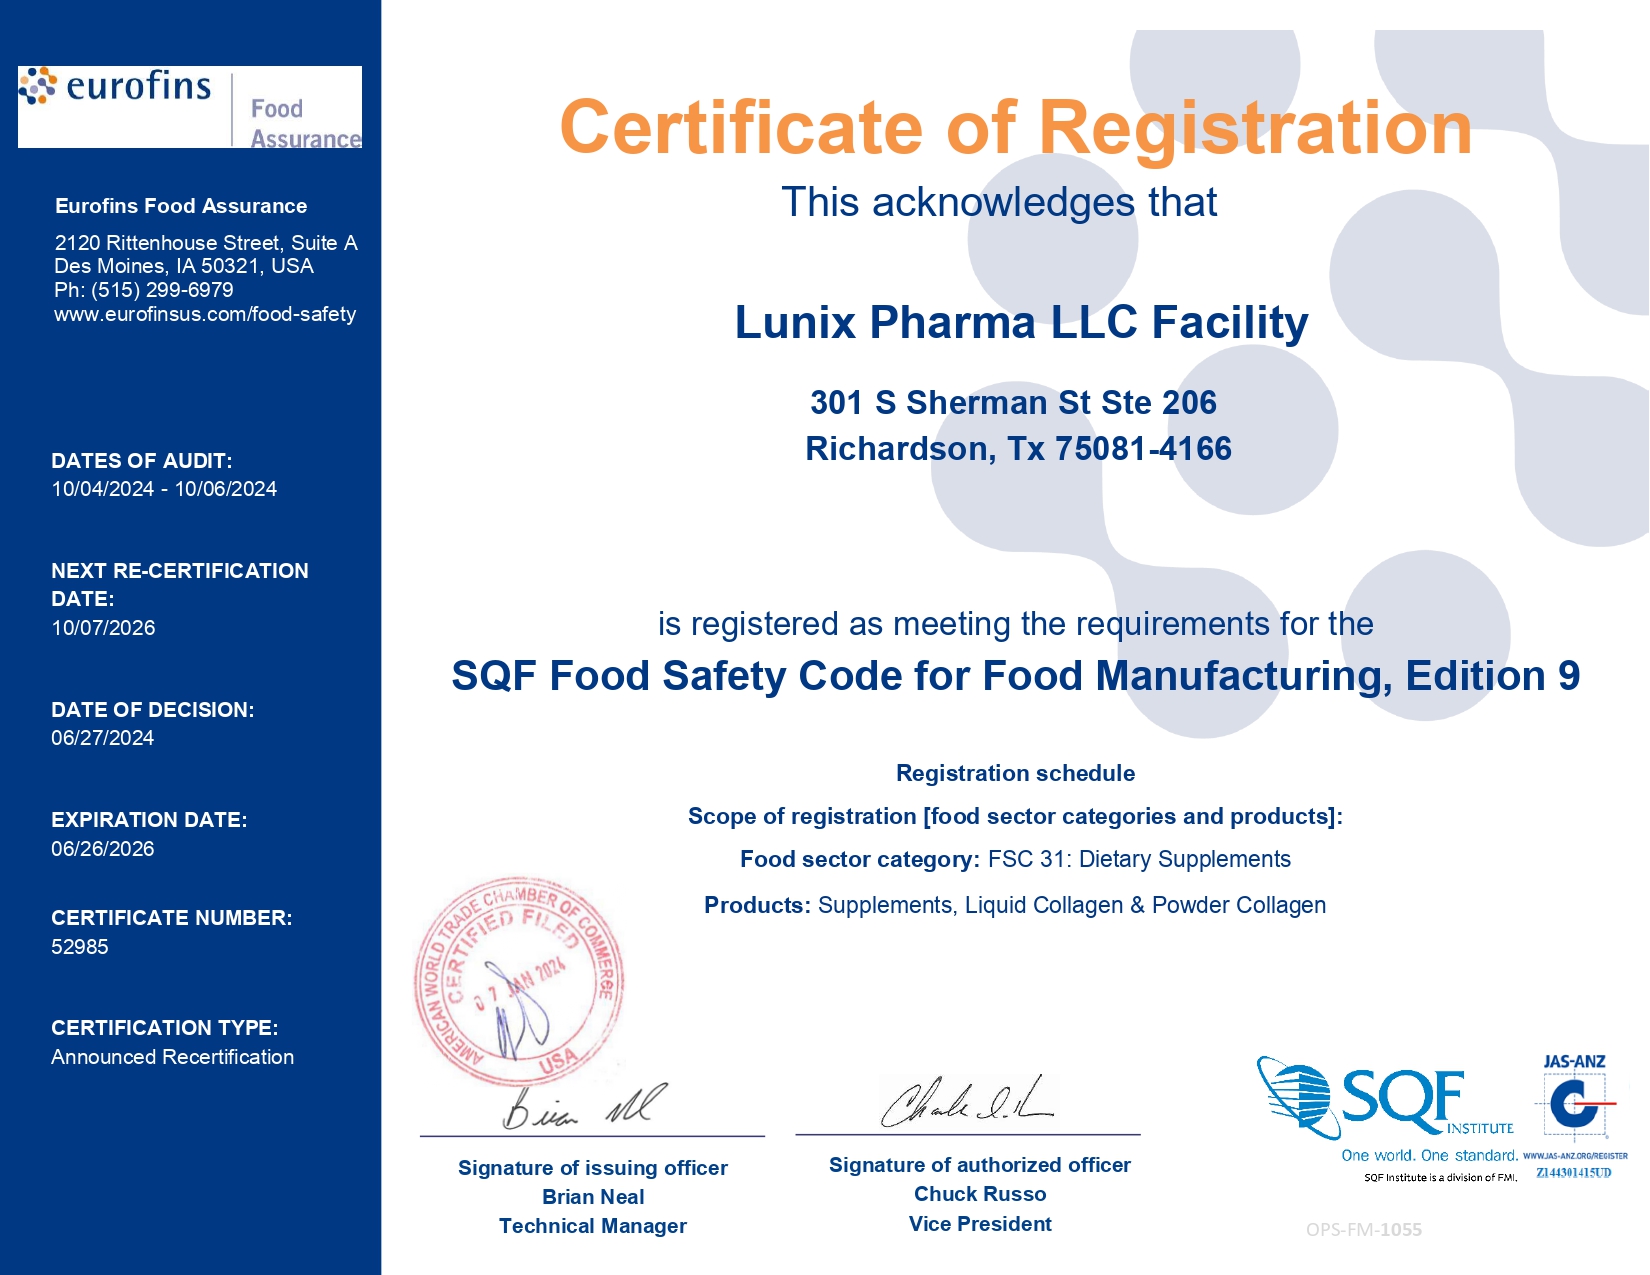 eurofins
Food
Assurance
Eurofins Food Assurance
2120 Rittenhouse Street, Suite A
Des Moines, IA 50321, USA
Ph: (515) 299-6979
www.eurofinsus.com/food-safety
DATES OF AUDIT:
10/04/2024 - 10/06/2024
NEXT RE-CERTIFICATION
DATE:
10/07/2026
DATE OF DECISION:
06/27/2024
EXPIRATION DATE:
06/26/2026
CERTIFICATE NUMBER:
52985
CERTIFICATION TYPE:
Announced Recertification
Certificate of Registration
This acknowledges that
Lunix Pharma LLC Facility
301 S Sherman St Ste 206
Richardson, Tx 75081-4166
is registered as meeting the requirements for the
SQF Food Safety Code for Food Manufacturing, Edition 9
Registration schedule
Scope of registration [food sector categories and products]:
Food sector category: FSC 31: Dietary Supplements
Products: Supplements, Liquid Collagen & Powder Collagen
AMERICAN WORLD TRADE CHAMBER OF COMMERCE
CERTIFIED FILED
07 JAN 2024
USA
Signature of issuing officer
Brian Neal
Technical Manager
Signature of authorized officer
Chuck Russo
Vice President
SQF
INSTITUTE
One world. One standard.
SQF Institute is a division of FMI.
JAS-ANZ
C
WWW.JAS-ANZ.ORG/REGISTER
Z144301415UD
OPS-FM-1055